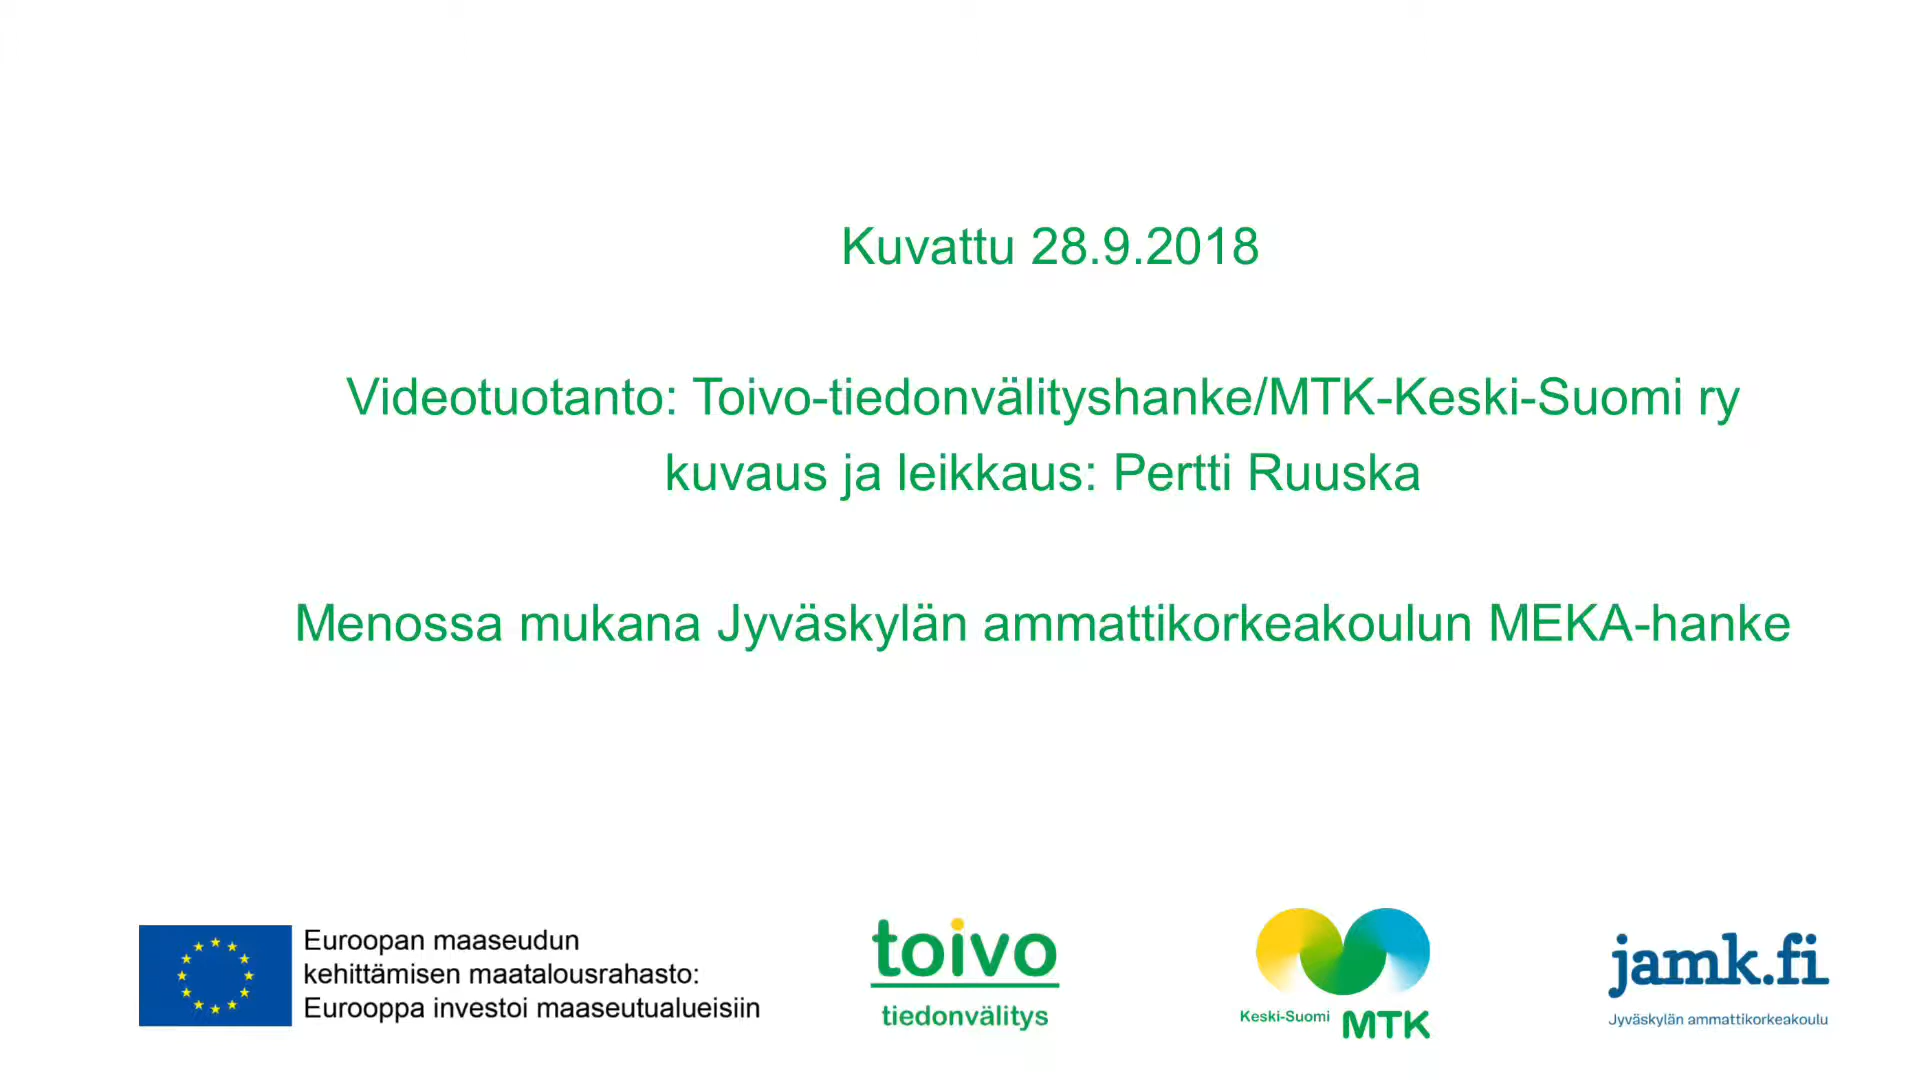 Kuvattu 28.9.2018
Videotuotanto: Toivo-tiedonvälityshanke/MTK-Keski-Suomi ry
kuvaus ja leikkaus: Pertti Ruuska
Menossa mukana Jyväskylän ammattikorkeakoulun MEKA-hanke
Euroopan maaseudun
kehittämisen maatalousrahasto:
Eurooppa investoi maaseutualueisiin
toivo
tiedonvälitys
Keski-Suomi MTK
jamk.fi
Jyväskylän ammattikorkeakoulu